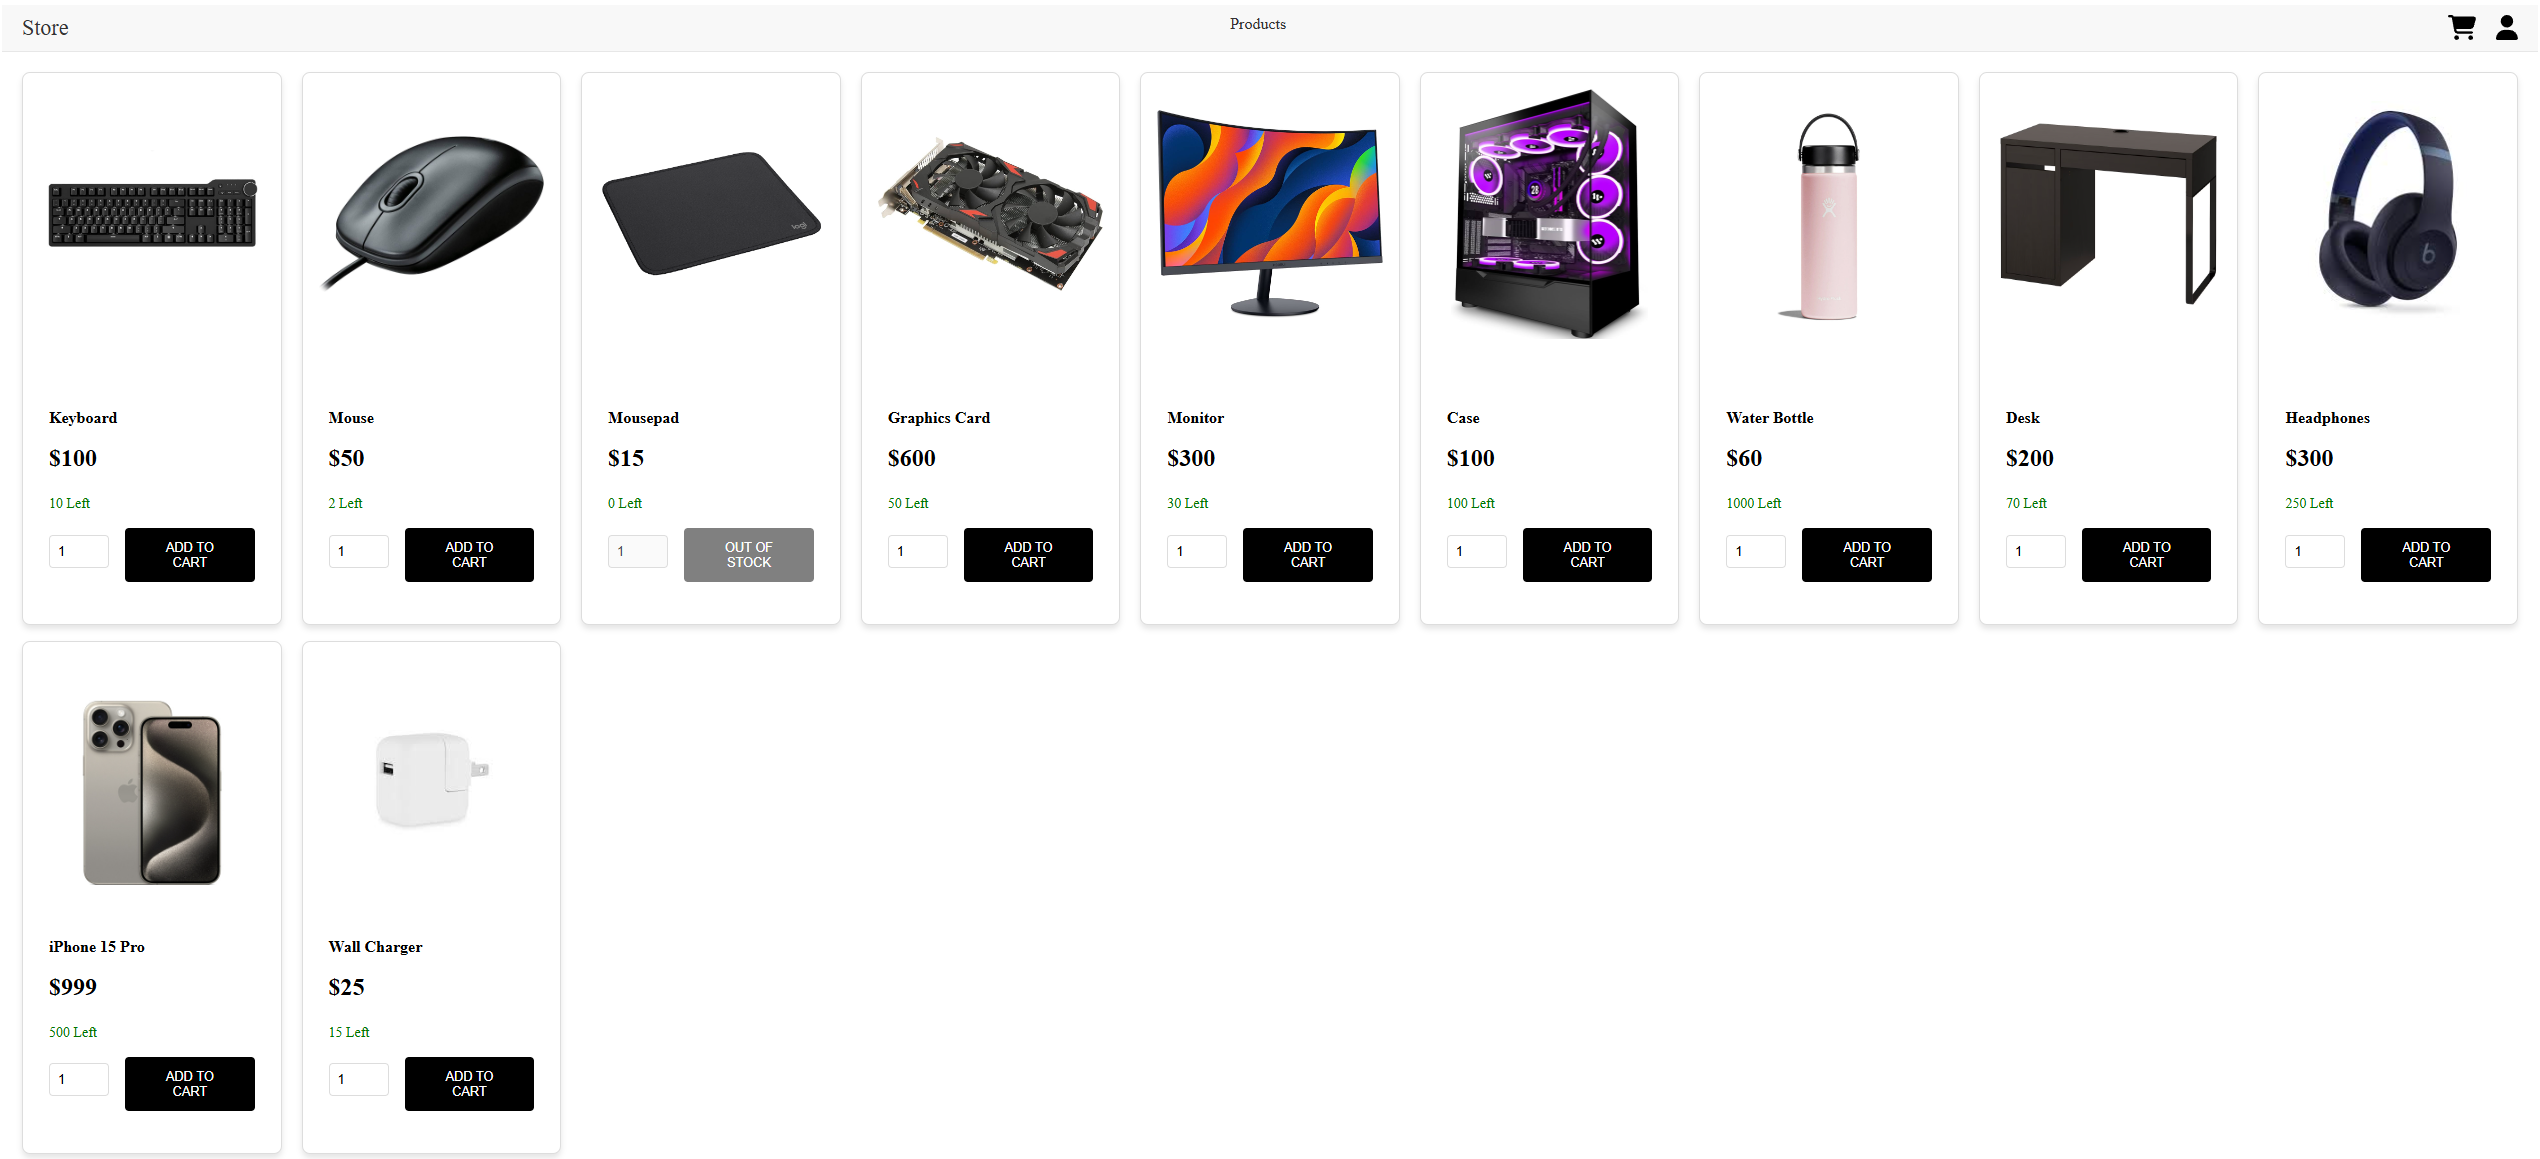 Store
Products
Keyboard
$100
10 Left
1
ADD TO
CART
Mouse
$50
2 Left
1
ADD TO
CART
logi
Mousepad
$15
0 Left
1
OUT OF
STOCK
Graphics Card
$600
50 Left
1
ADD TO
CART
Monitor
$300
30 Left
1
ADD TO
CART
28
Case
$100
100 Left
1
ADD TO
CART
Water Bottle
$60
1000 Left
1
ADD TO
CART
Desk
$200
70 Left
1
ADD TO
CART
b
Headphones
$300
250 Left
1
ADD TO
CART
iPhone 15 Pro
$999
500 Left
1
ADD TO
CART
Wall Charger
$25
15 Left
1
ADD TO
CART